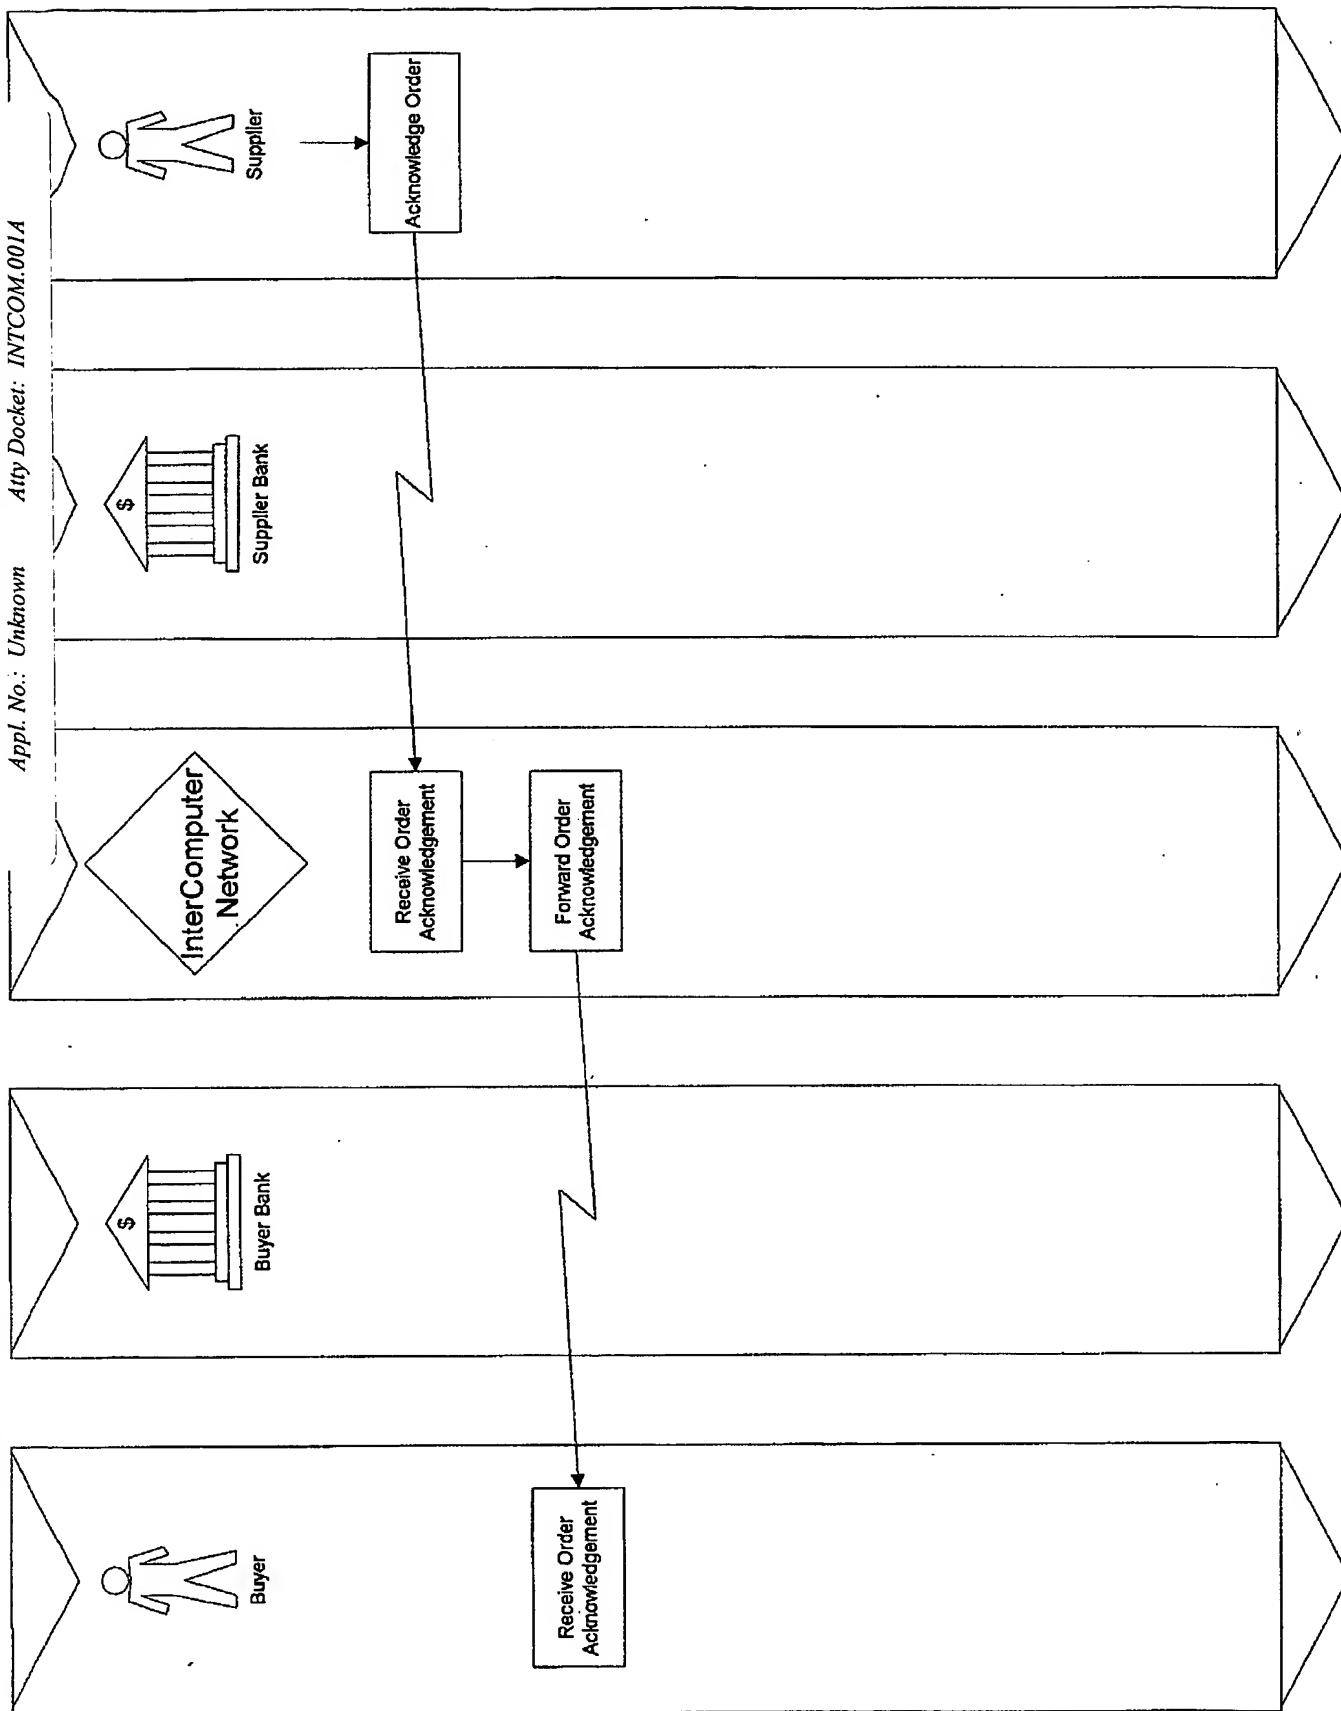 Appl. No.: Unknown Atty Docket: INTCOM.001A
Buyer
Buyer Bank
$
InterComputer
Network
Supplier Bank
$
Supplier
Acknowledge Order
Receive Order
Acknowledgement
Forward Order
Acknowledgement
Receive Order
Acknowledgement